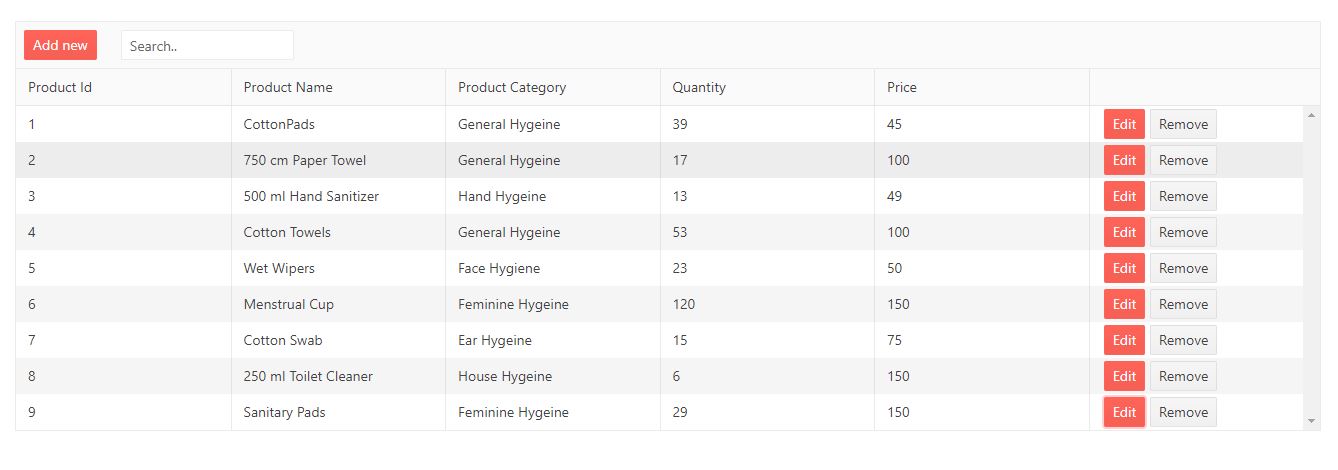 Add new Search..
Product Id Product Name Product Category Quantity Price
1 CottonPads General Hygeine 39 45 Edit Remove
2 750 cm Paper Towel General Hygeine 17 100 Edit Remove
3 500 ml Hand Sanitizer Hand Hygeine 13 49 Edit Remove
4 Cotton Towels General Hygeine 53 100 Edit Remove
5 Wet Wipers Face Hygiene 23 50 Edit Remove
6 Menstrual Cup Feminine Hygeine 120 150 Edit Remove
7 Cotton Swab Ear Hygeine 15 75 Edit Remove
8 250 ml Toilet Cleaner House Hygeine 6 150 Edit Remove
9 Sanitary Pads Feminine Hygeine 29 150 Edit Remove